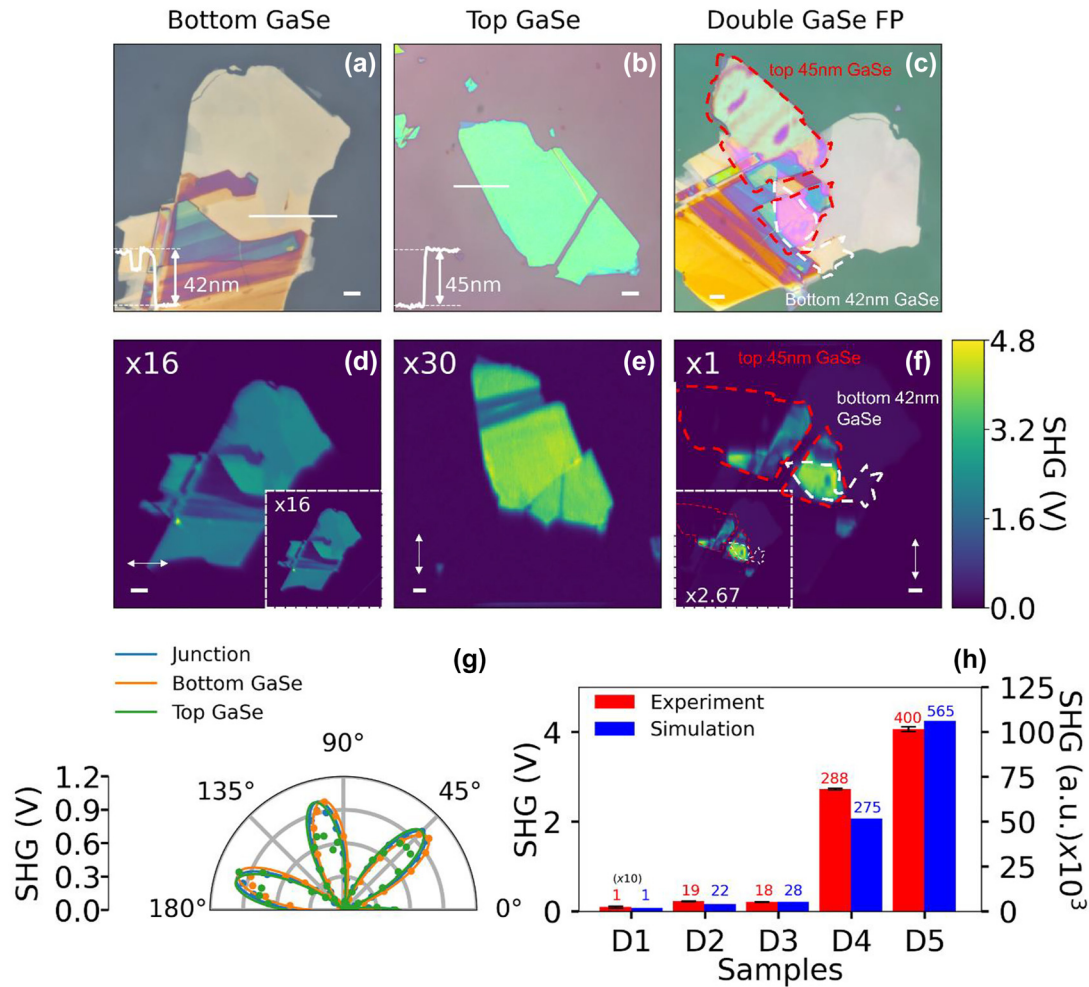 Bottom GaSe Top GaSe Double GaSe FP
(a) (b) (c)
top 45nm GaSe
42nm
45nm
Bottom 42nm GaSe
x16 (d) x30 (e) x1 (f)
top 45nm GaSe
bottom 42nm
GaSe
x16
x2.67
4.8
3.2
1.6
0.0
SHG (V)
(g)
Junction
Bottom GaSe
Top GaSe
90°
135° 45°
180° 0°
1.2
0.9
0.6
0.3
0.0
SHG (V)
(h)
Experiment
Simulation
4
2
0
SHG (V)
125
100
75
50
25
0
SHG (a.u.)x10³
(x10)
1 1 19 22 18 28 288 275 400 565
D1 D2 D3 D4 D5
Samples